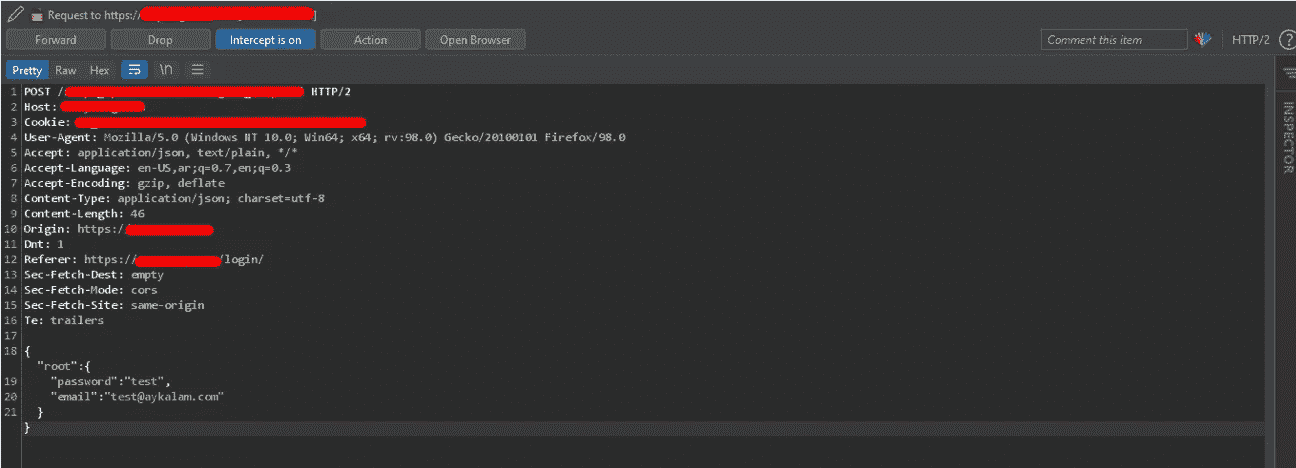 Request to https:// ]
Forward Drop Intercept is on Action Open Browser Comment this item HTTP/2 ?
Pretty Raw Hex \n
INSPECTOR
1 POST / HTTP/2
2 Host:
3 Cookie:
4 User-Agent: Mozilla/5.0 (Windows NT 10.0; Win64; x64; rv:98.0) Gecko/20100101 Firefox/98.0
5 Accept: application/json, text/plain, */*
6 Accept-Language: en-US,ar;q=0.7,en;q=0.3
7 Accept-Encoding: gzip, deflate
8 Content-Type: application/json; charset=utf-8
9 Content-Length: 46
10 Origin: https:/
11 Dnt: 1
12 Referer: https:/ /login/
13 Sec-Fetch-Dest: empty
14 Sec-Fetch-Mode: cors
15 Sec-Fetch-Site: same-origin
16 Te: trailers
17
18 {
"root":{
19 "password":"test",
20 "email":"test@aykalam.com"
21 }
}